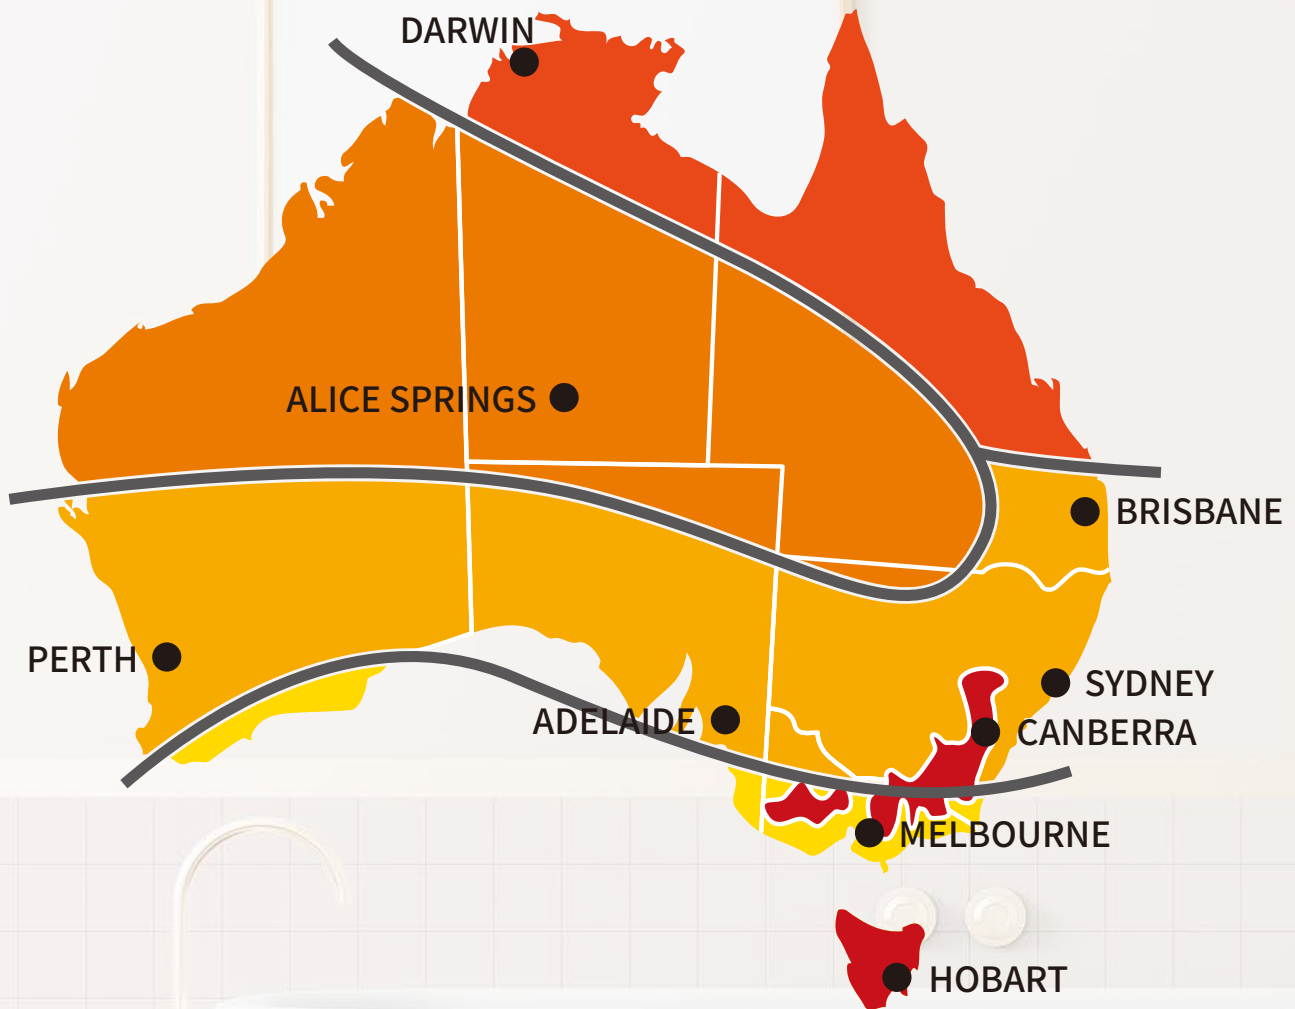 DARWIN
ALICE SPRINGS
BRISBANE
PERTH
SYDNEY
ADELAIDE
CANBERRA
MELBOURNE
HOBART